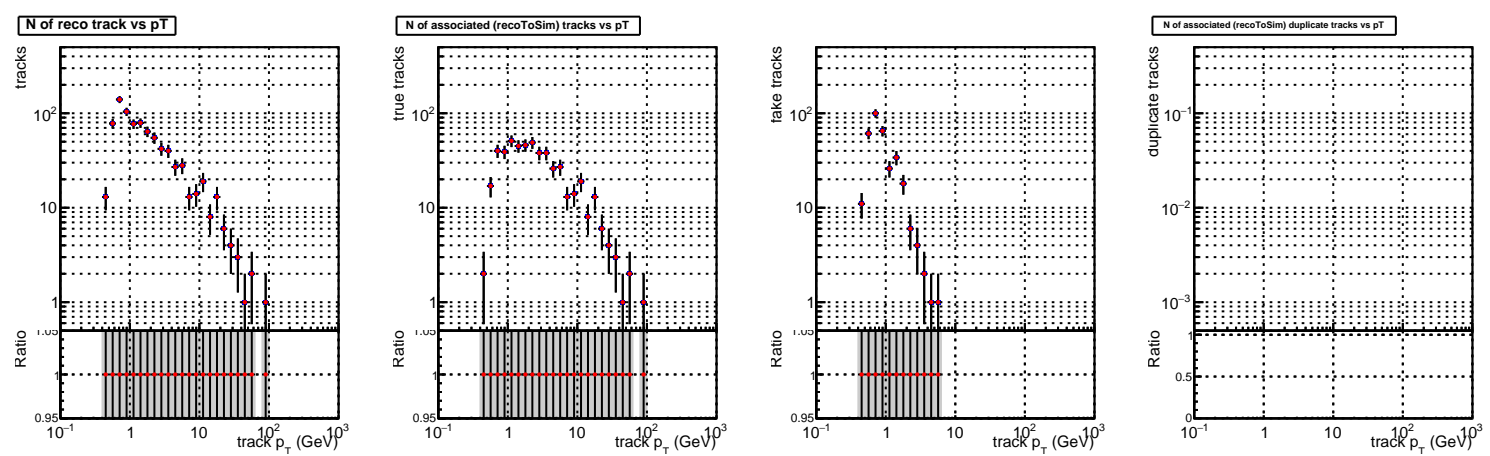 N of reco track vs pT
tracks
10²
10
1
Ratio
1.05
1
0.95
10⁻¹ 1 10 10² 10³
track p_T (GeV)
N of associated (recoToSim) tracks vs pT
true tracks
10²
10
1
Ratio
1.05
1
0.95
10⁻¹ 1 10 10² 10³
track p_T (GeV)
fake tracks
10²
10
1
Ratio
1.05
1
0.95
10⁻¹ 1 10 10² 10³
track p_T (GeV)
N of associated (recoToSim) duplicate tracks vs pT
duplicate tracks
10⁻¹
10⁻²
10⁻³
Ratio
1
0.5
0
10⁻¹ 1 10 10² 10³
track p_T (GeV)